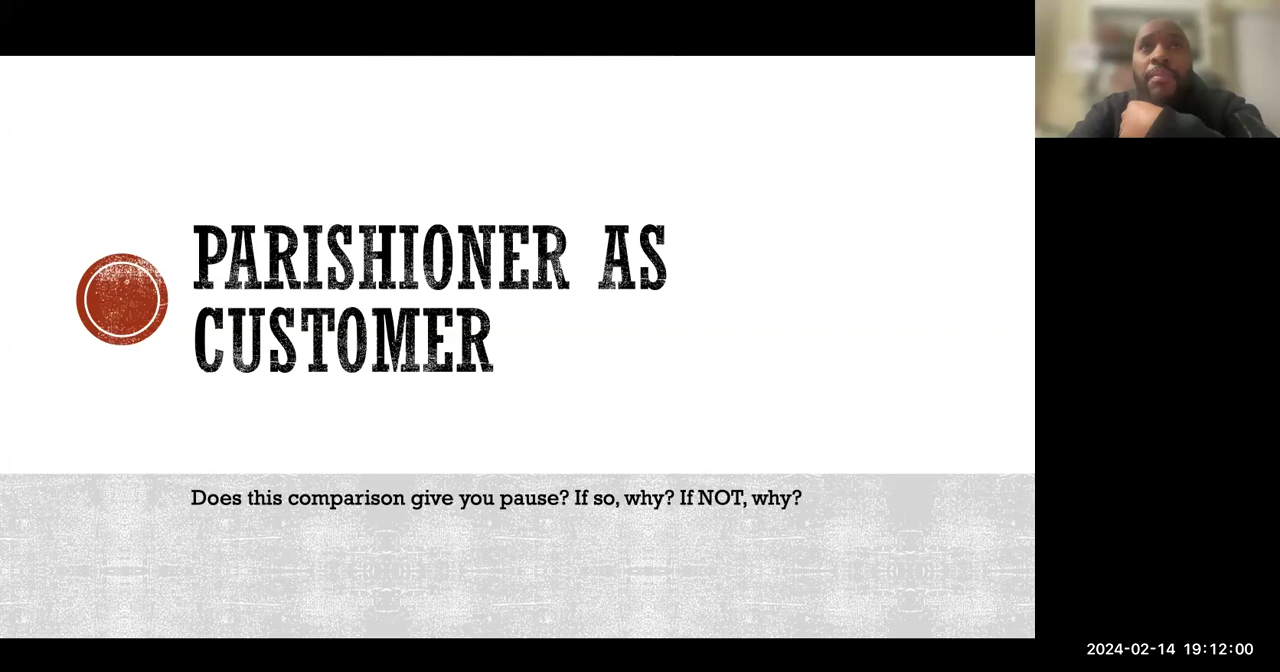 PARISHIONER AS
CUSTOMER
Does this comparison give you pause? If so, why? If NOT, why?
2024-02-14 19:12:00